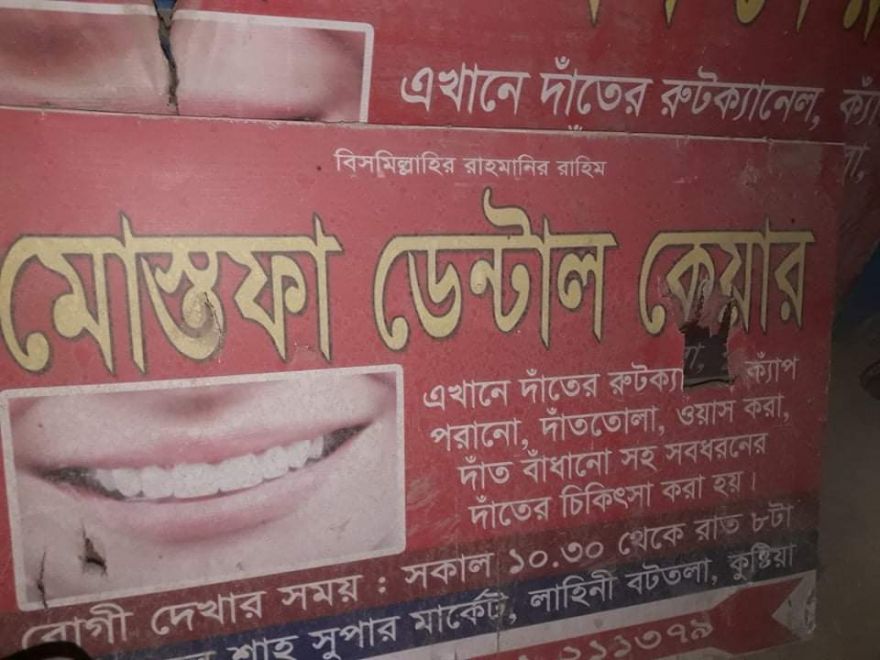 এখানে দাঁতের রুটক্যানেল,
বিসমিল্লাহির রাহমানির রাহিম
মোস্তফা ডেন্টাল কেয়ার
এখানে দাঁতের ক্যাঁপ
পরানো, দাঁততোলা, ওয়াস করা,
দাঁত বাঁধানো সহ সবধরনের
দাঁতের চিকিৎসা করা হয়।
রোগী দেখার সময় : সকাল ১০.৩০ থেকে রাত ৮টা
শাহ সুপার মার্কেট, লাহিনী বটতলা, কুষ্টিয়া
২১১৩৭৯